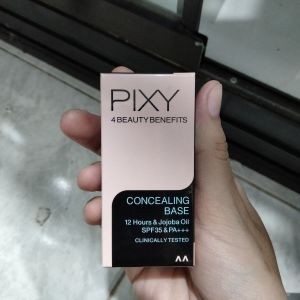 PIXY
4 BEAUTY BENEFITS
CONCEALING
BASE
12 Hours & Jojoba Oil
SPF35 & PA+++
CLINICALLY TESTED